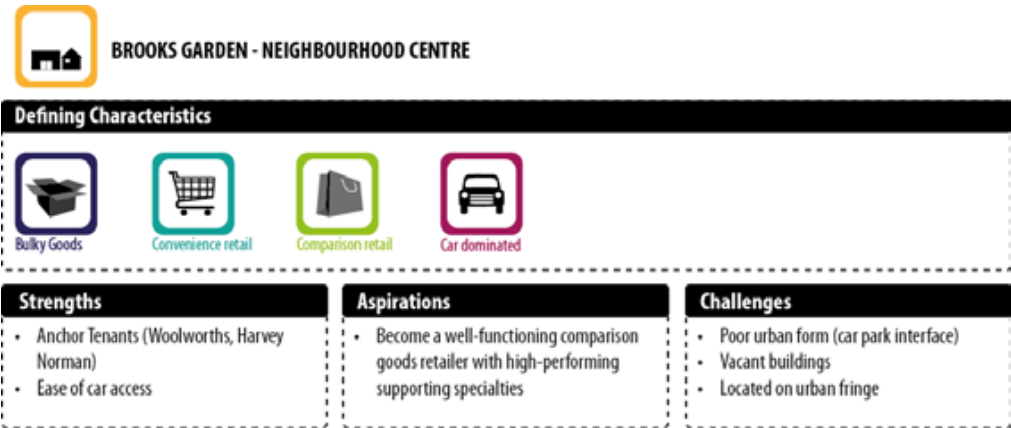 BROOKS GARDEN - NEIGHBOURHOOD CENTRE
Defining Characteristics
Bulky Goods
Convenience retail
Comparison retail
Car dominated
Strengths
• Anchor Tenants (Woolworths, Harvey
Norman)
• Ease of car access
Aspirations
• Become a well-functioning comparison
goods retailer with high-performing
supporting specialties
Challenges
• Poor urban form (car park interface)
• Vacant buildings
• Located on urban fringe